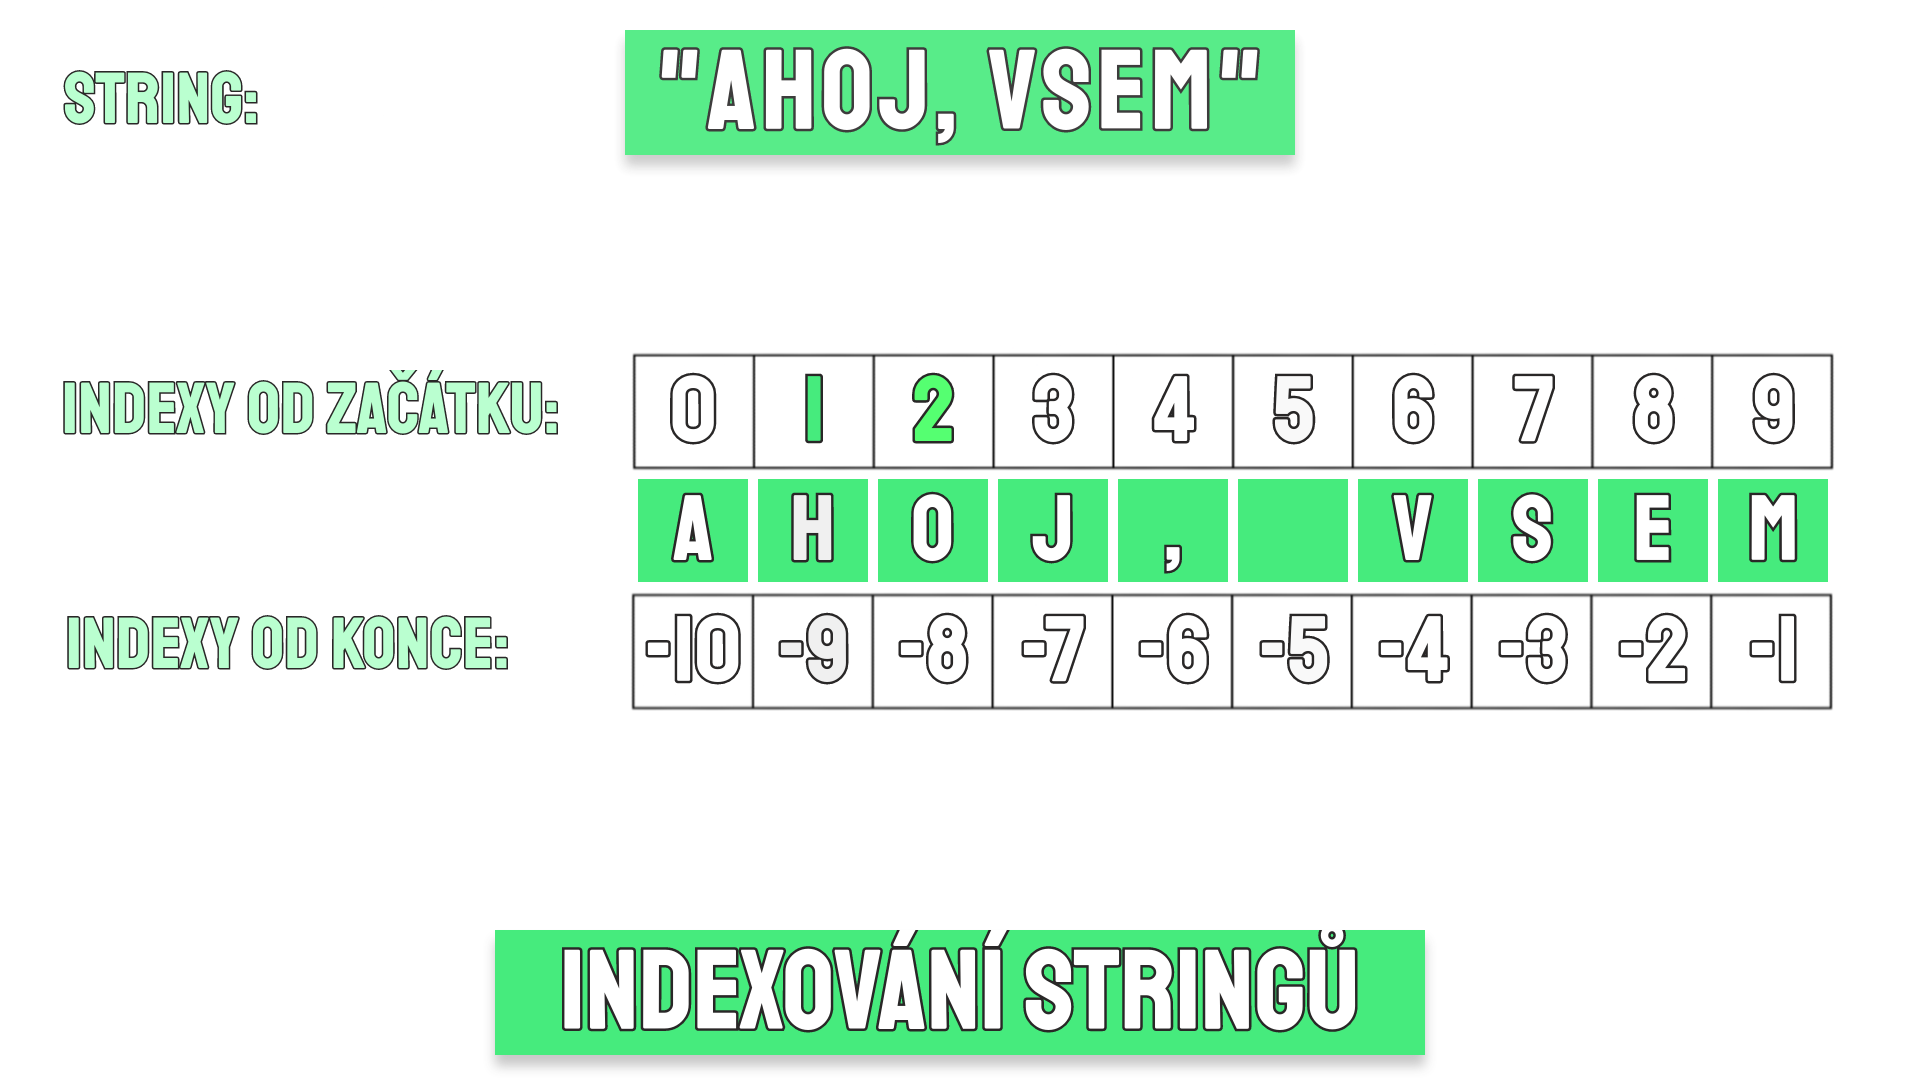 STRING:
"AHOJ, VSEM"
INDEXY OD ZAČÁTKU:
0 1 2 3 4 5 6 7 8 9
A H O J , V S E M
INDEXY OD KONCE:
-10 -9 -8 -7 -6 -5 -4 -3 -2 -1
INDEXOVÁNÍ STRINGŮ